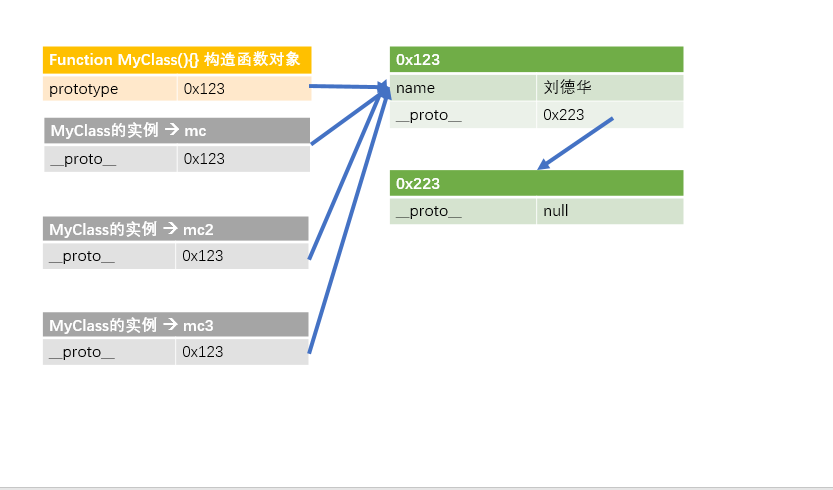 Function MyClass(){} 构造函数对象
prototype 0x123
MyClass的实例 → mc
__proto__ 0x123
MyClass的实例 → mc2
__proto__ 0x123
MyClass的实例 → mc3
__proto__ 0x123
0x123
name 刘德华
__proto__ 0x223
0x223
__proto__ null